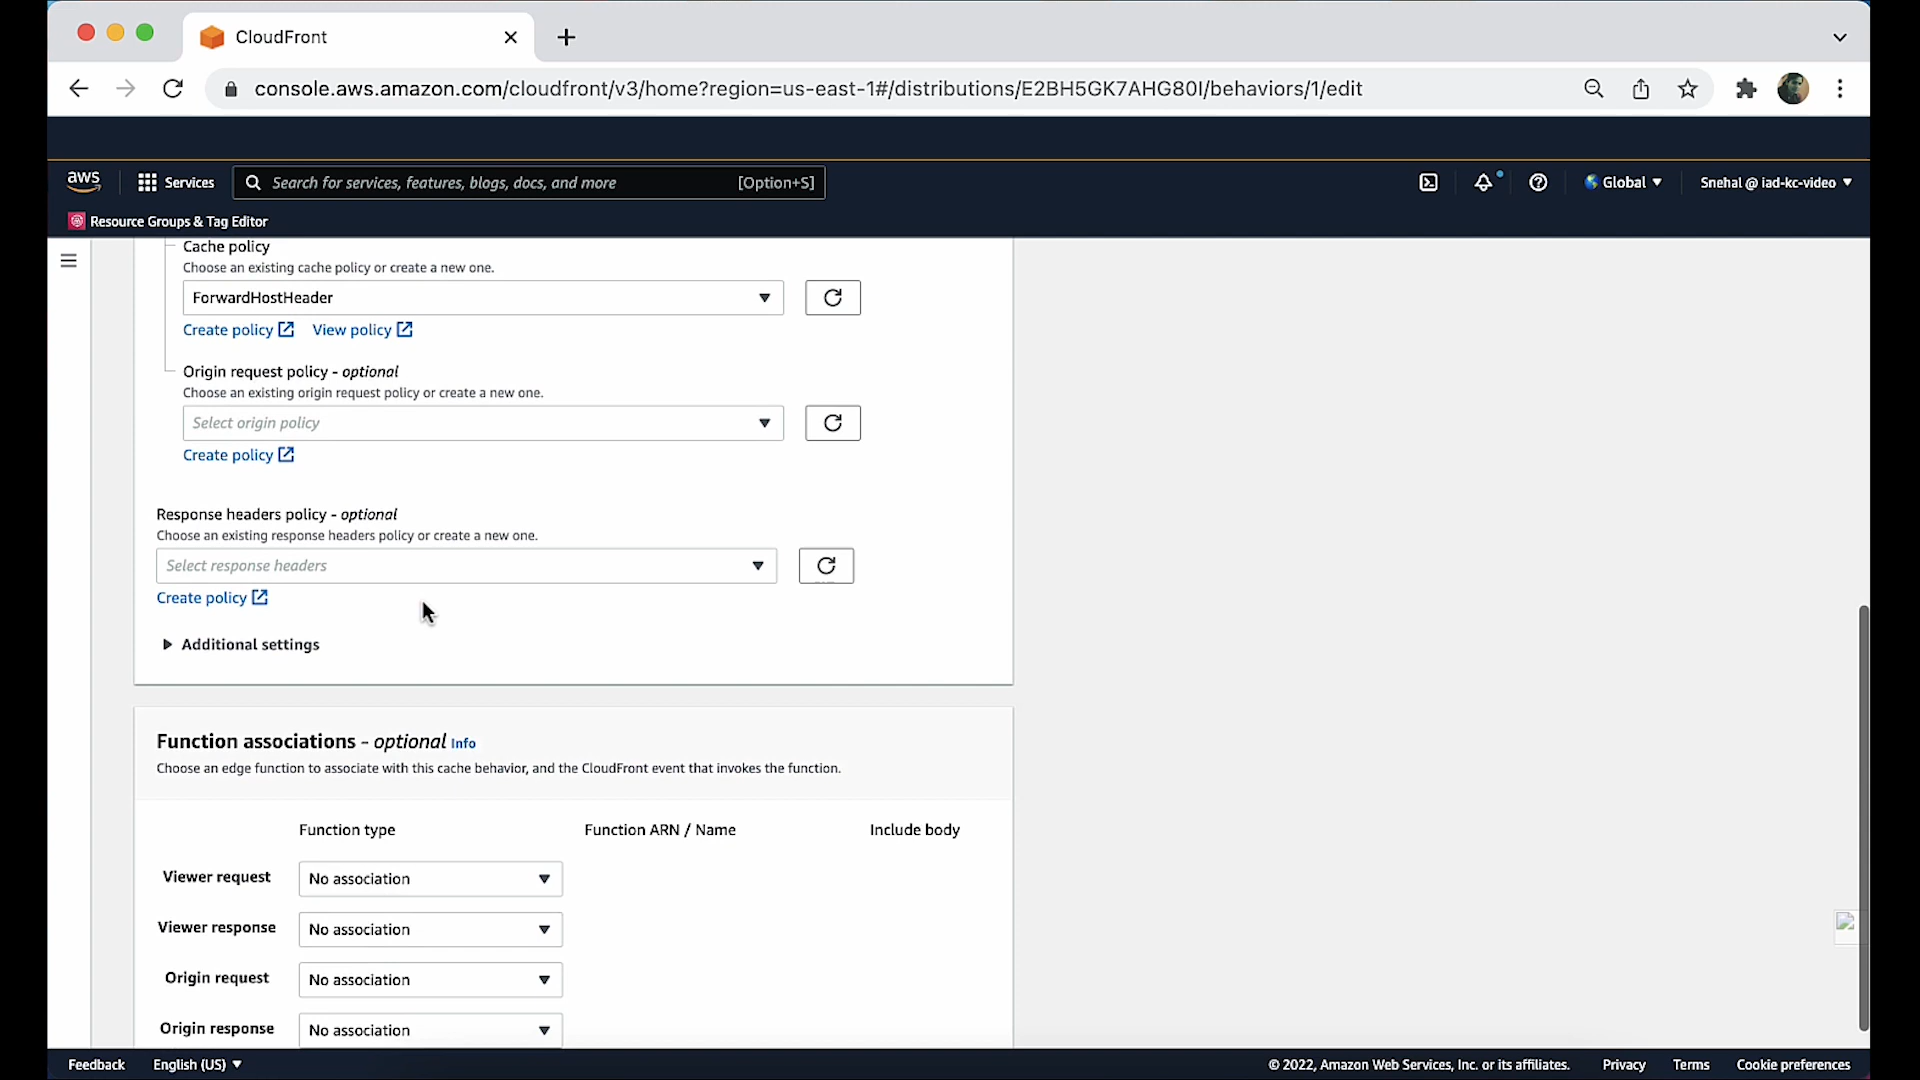 CloudFront
console.aws.amazon.com/cloudfront/v3/home?region=us-east-1#/distributions/E2BH5GK7AHG80I/behaviors/1/edit
aws
Services
Search for services, features, blogs, docs, and more
[Option+S]
Global
Snehal @ iad-kc-video
Resource Groups & Tag Editor
Cache policy
Choose an existing cache policy or create a new one.
ForwardHostHeader
Create policy
View policy
Origin request policy - optional
Choose an existing origin request policy or create a new one.
Select origin policy
Create policy
Response headers policy - optional
Choose an existing response headers policy or create a new one.
Select response headers
Create policy
Additional settings
Function associations - optional Info
Choose an edge function to associate with this cache behavior, and the CloudFront event that invokes the function.
Function type
Function ARN / Name
Include body
Viewer request
No association
Viewer response
No association
Origin request
No association
Origin response
No association
Feedback
English (US)
© 2022, Amazon Web Services, Inc. or its affiliates.
Privacy
Terms
Cookie preferences